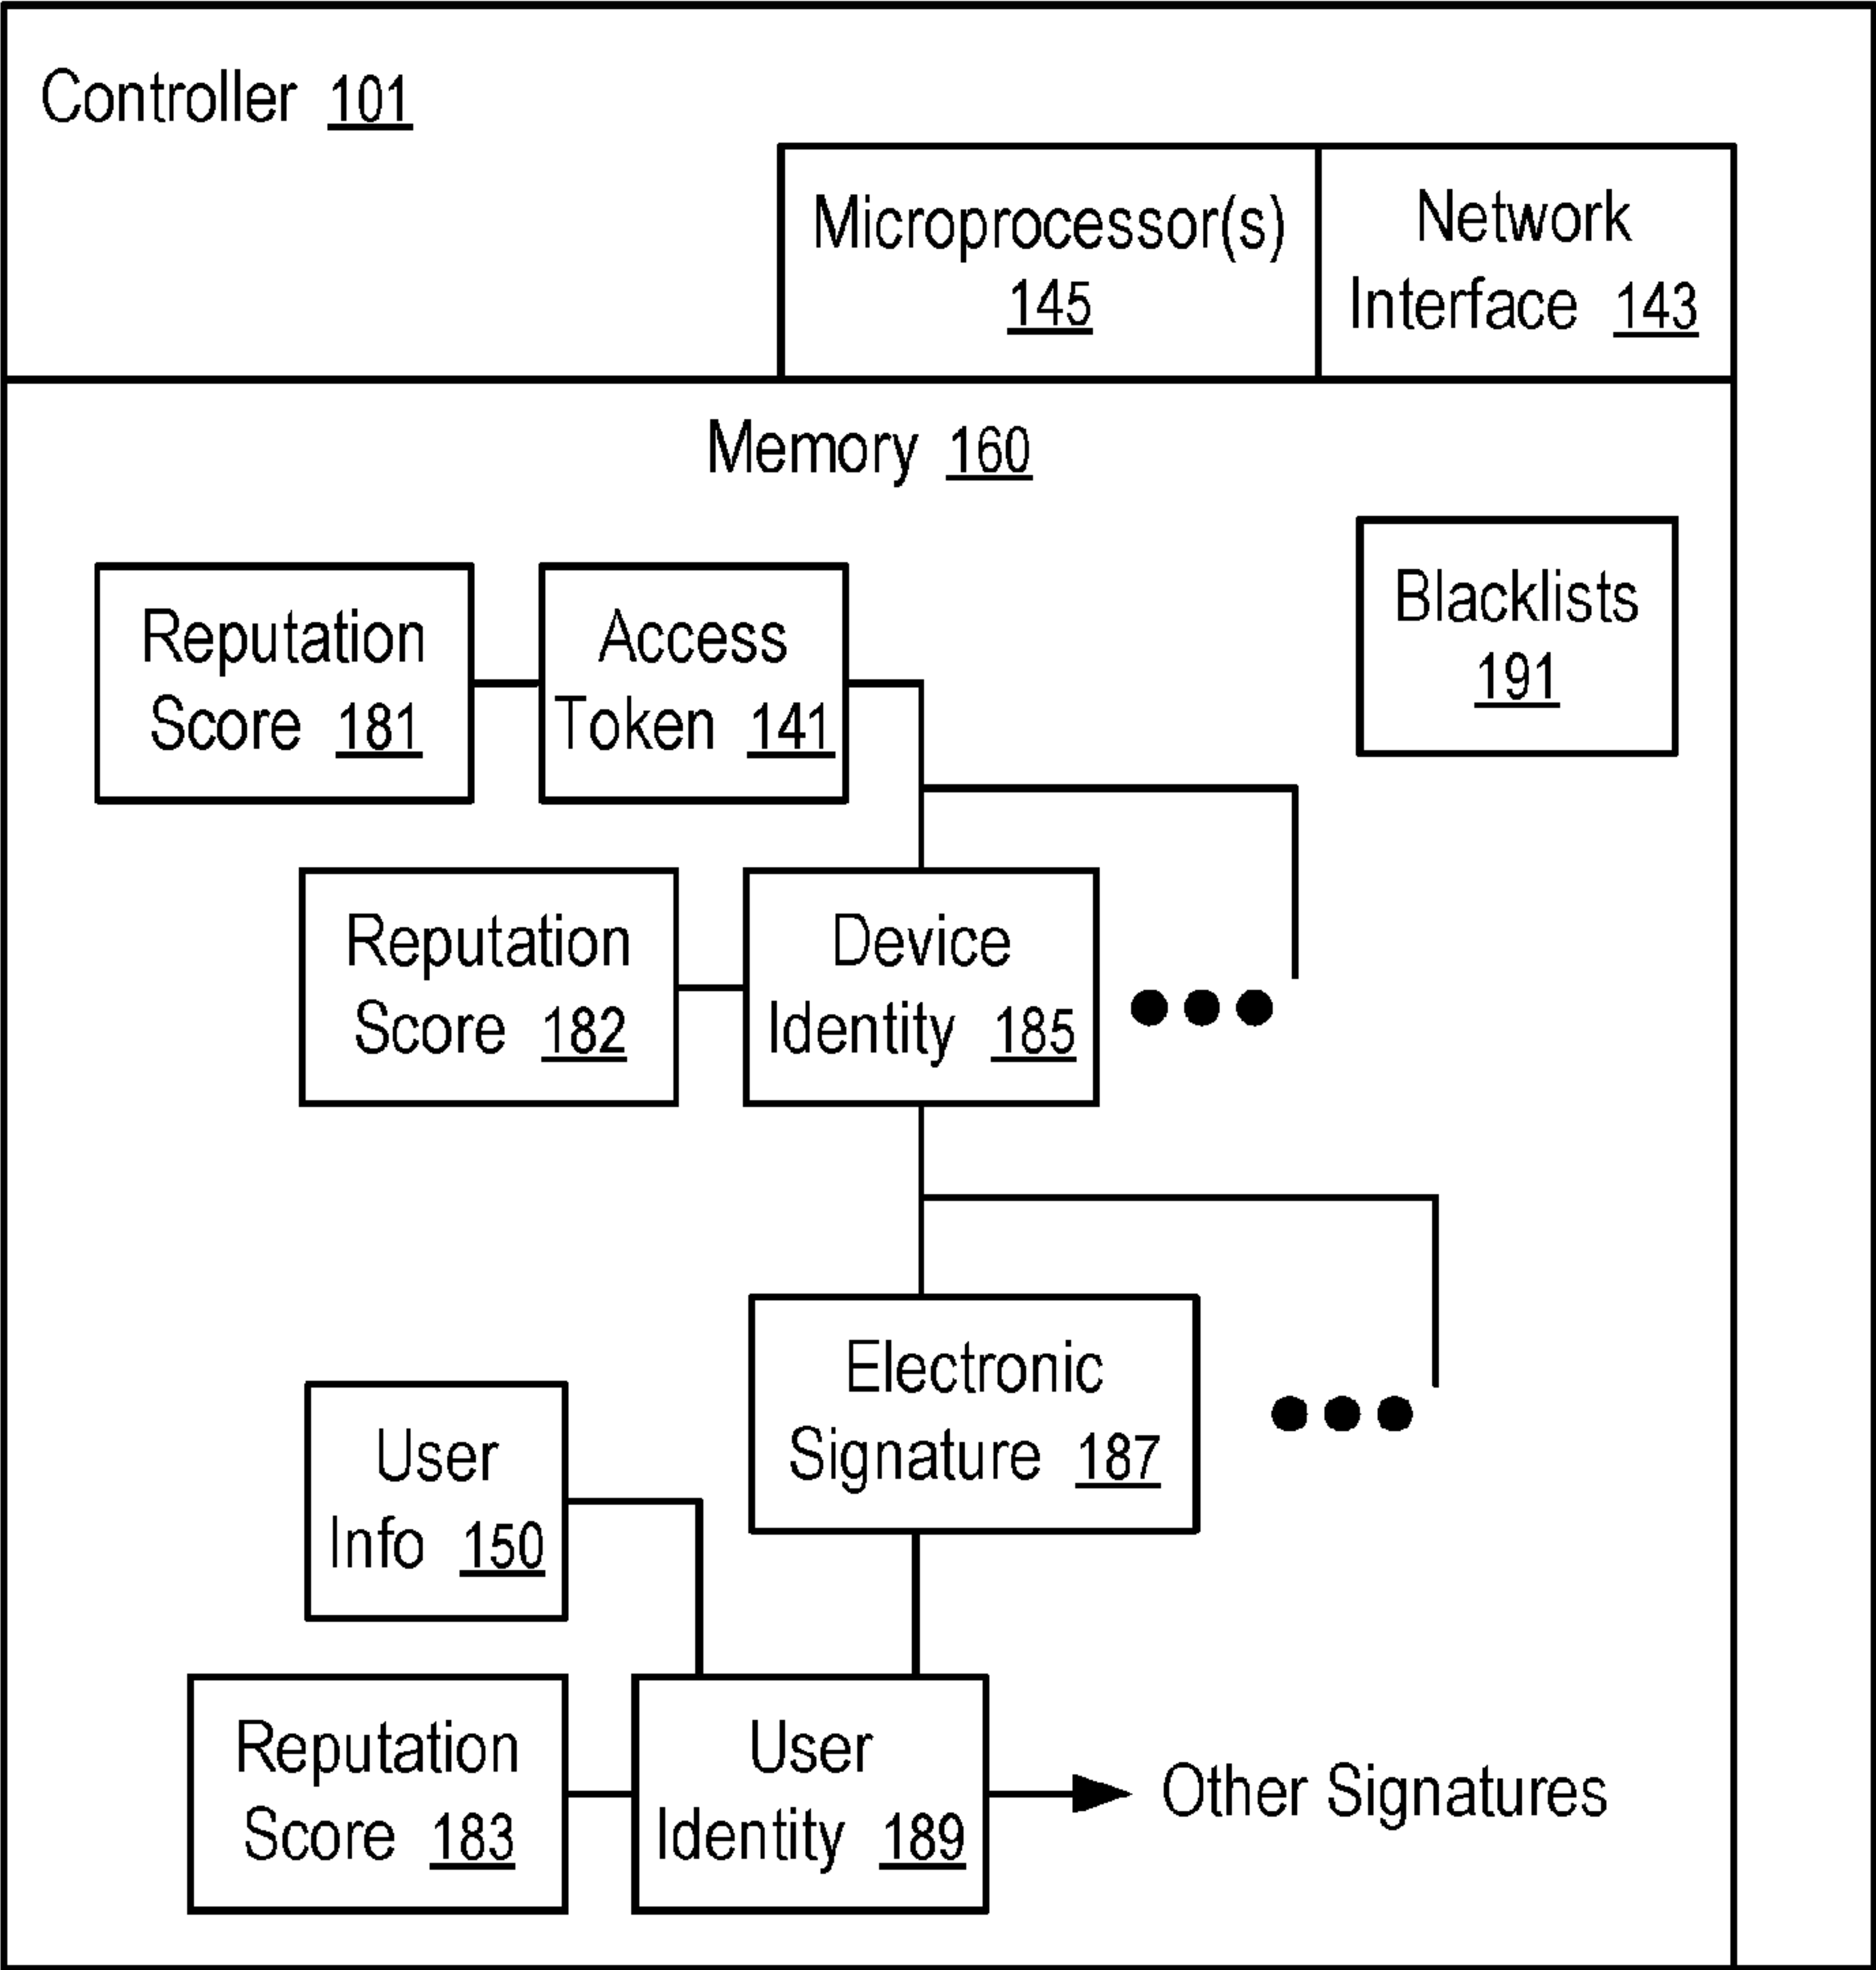 Controller 101
Microprocessor(s)
145
Network
Interface 143
Memory 160
Blacklists
191
Reputation
Score 181
Access
Token 141
Reputation
Score 182
Device
Identity 185
Electronic
Signature 187
User
Info 150
Reputation
Score 183
User
Identity 189
Other Signatures